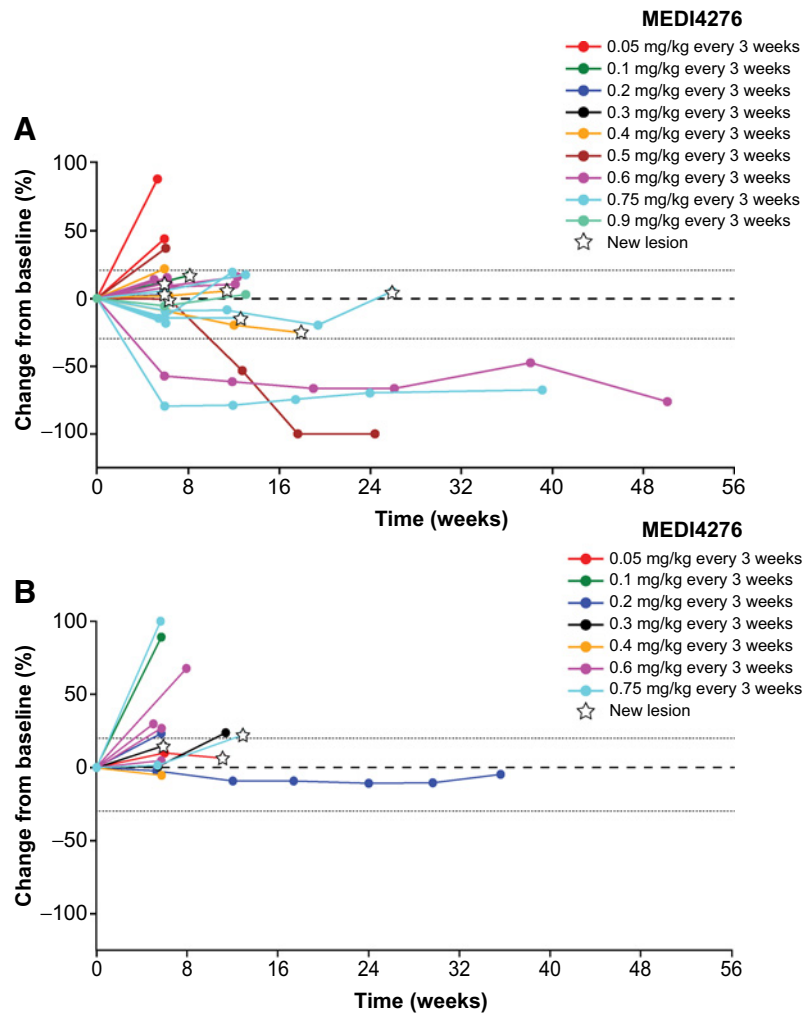 MEDI4276
0.05 mg/kg every 3 weeks
0.1 mg/kg every 3 weeks
0.2 mg/kg every 3 weeks
0.3 mg/kg every 3 weeks
0.4 mg/kg every 3 weeks
0.5 mg/kg every 3 weeks
0.6 mg/kg every 3 weeks
0.75 mg/kg every 3 weeks
0.9 mg/kg every 3 weeks
New lesion
A
Change from baseline (%)
100
50
0
−50
−100
0 8 16 24 32 40 48 56
Time (weeks)
MEDI4276
0.05 mg/kg every 3 weeks
0.1 mg/kg every 3 weeks
0.2 mg/kg every 3 weeks
0.3 mg/kg every 3 weeks
0.4 mg/kg every 3 weeks
0.6 mg/kg every 3 weeks
0.75 mg/kg every 3 weeks
New lesion
B
Change from baseline (%)
100
50
0
−50
−100
0 8 16 24 32 40 48 56
Time (weeks)